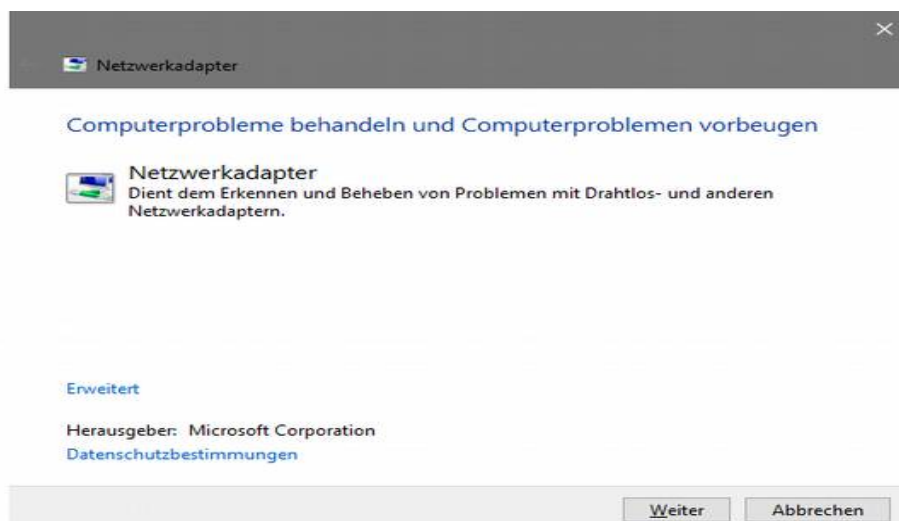 Netzwerkadapter
Computerprobleme behandeln und Computerproblemen vorbeugen
Netzwerkadapter
Dient dem Erkennen und Beheben von Problemen mit Drahtlos- und anderen
Netzwerkadaptern.
Erweitert
Herausgeber: Microsoft Corporation
Datenschutzbestimmungen
Weiter Abbrechen